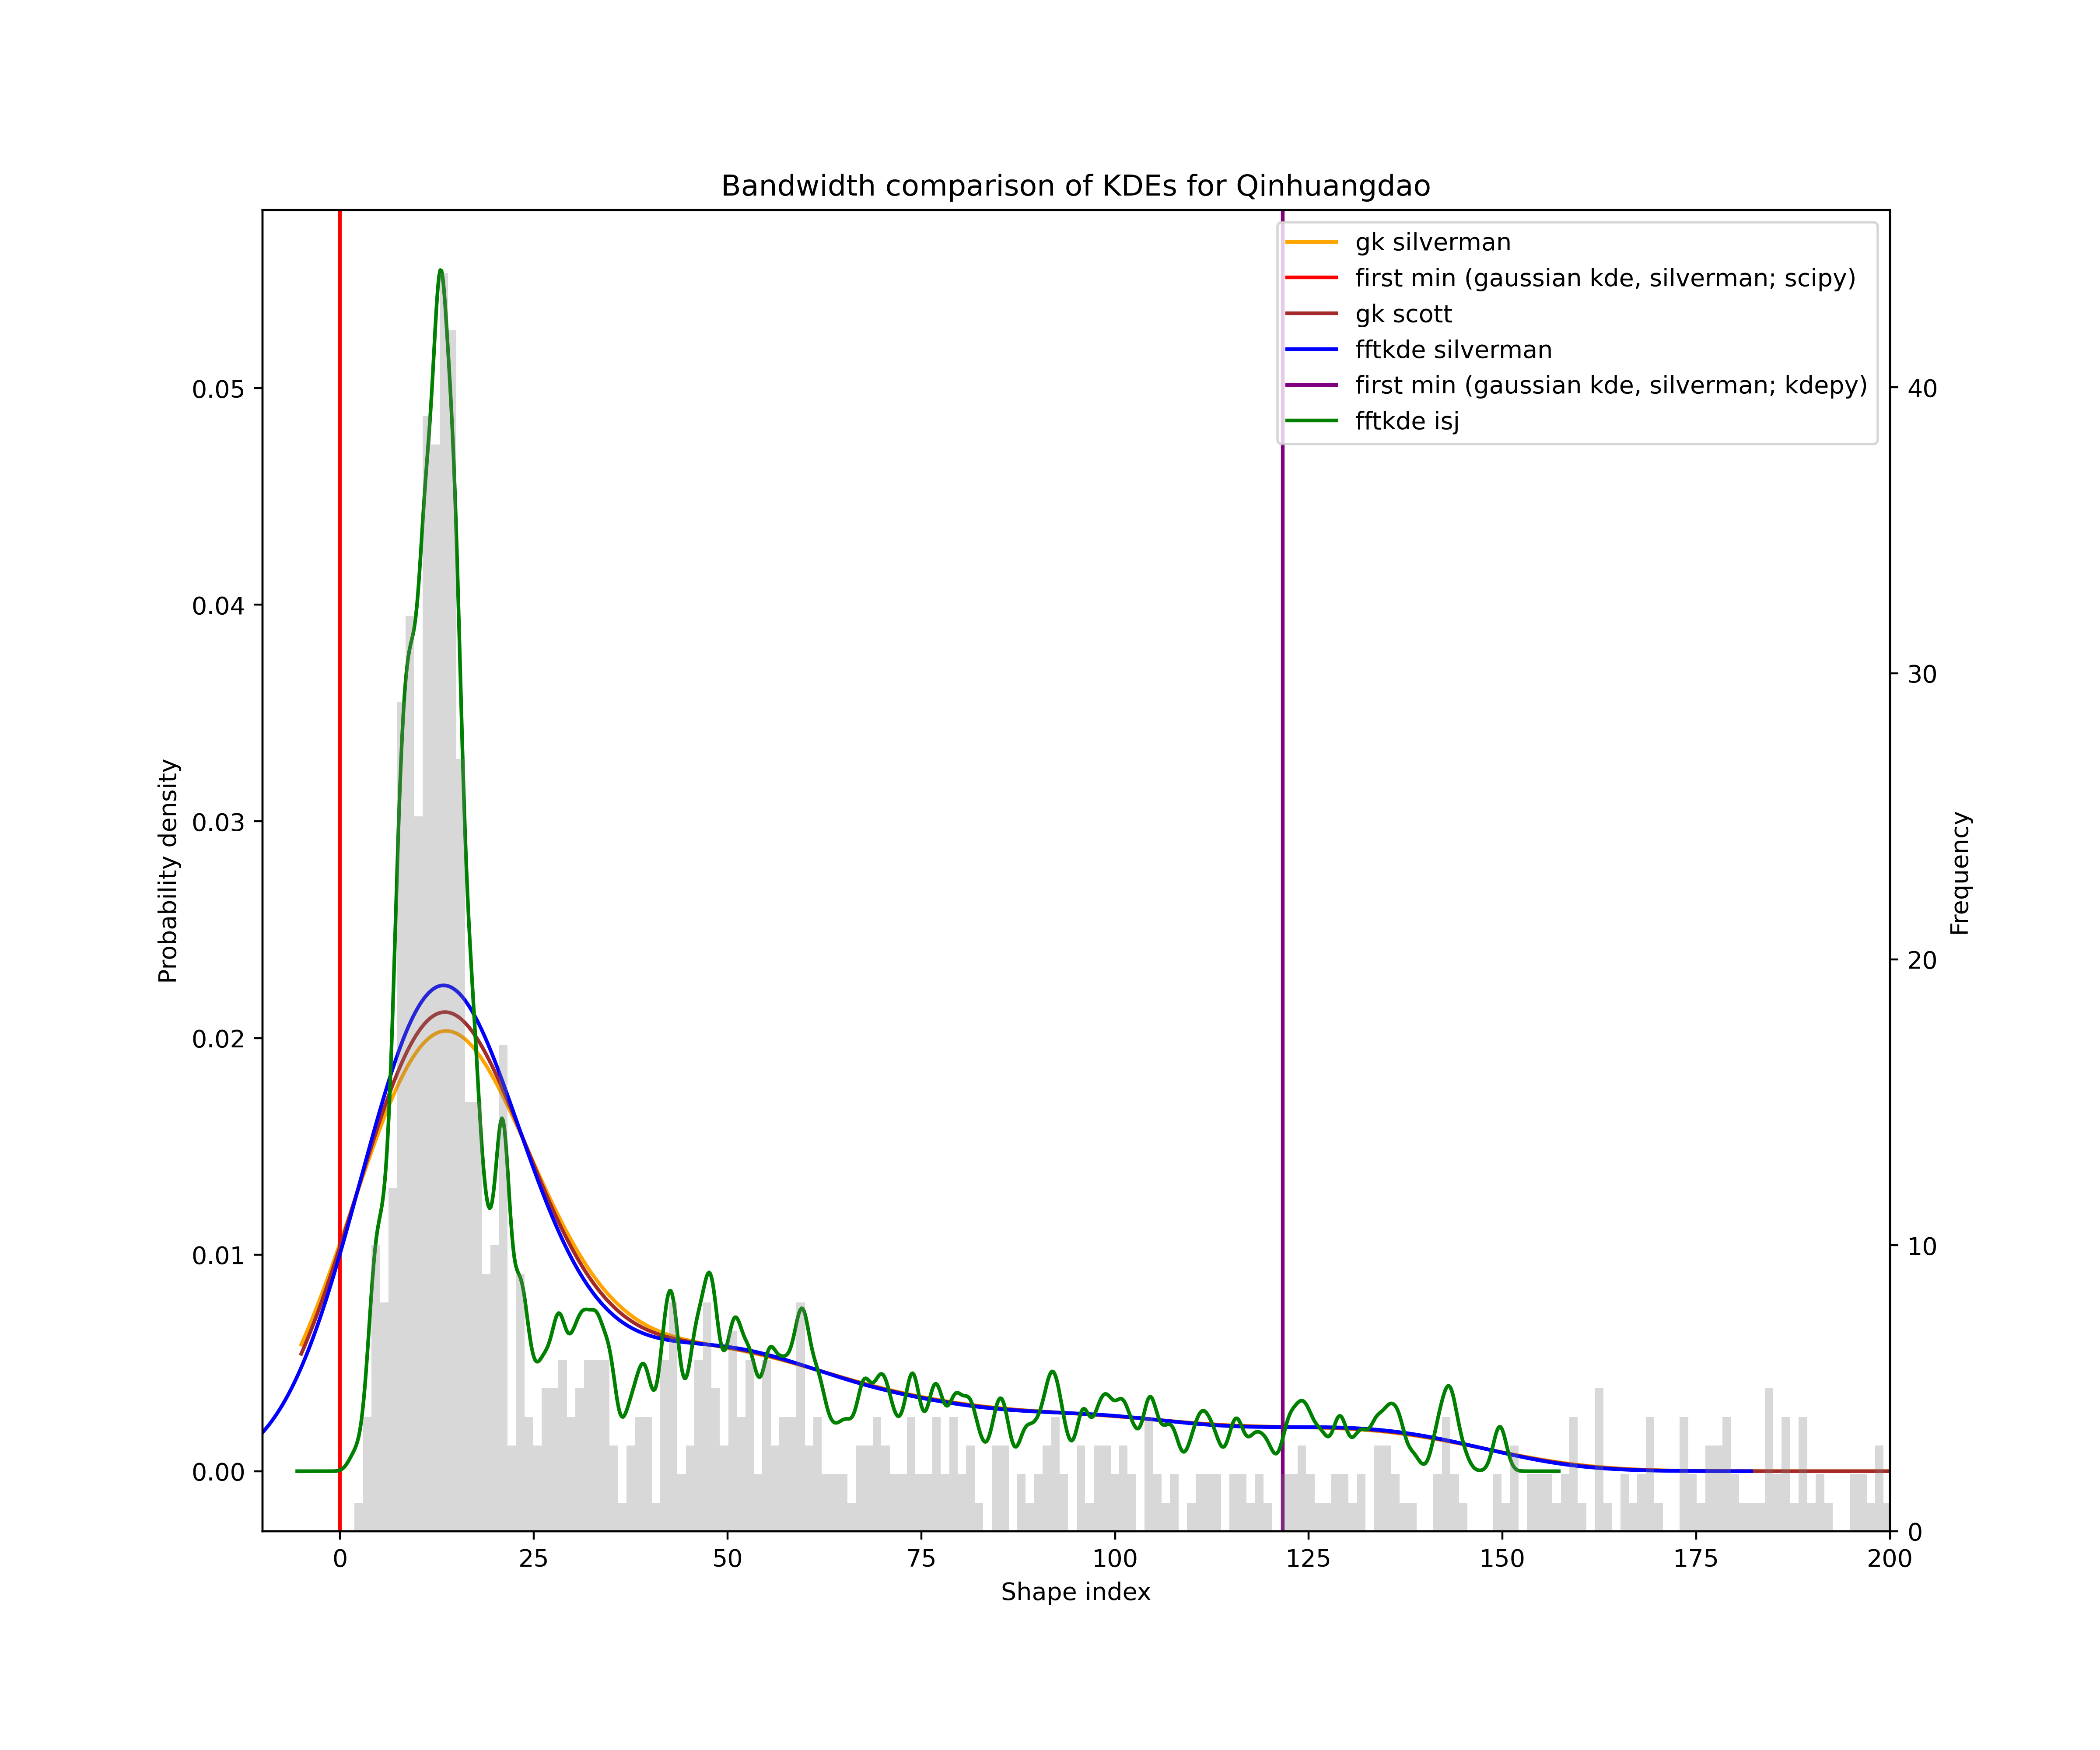 Bandwidth comparison of KDEs for Qinhuangdao
gk silverman
first min (gaussian kde, silverman; scipy)
gk scott
fftkde silverman
first min (gaussian kde, silverman; kdepy)
fftkde isj
0.05
0.04
0.03
0.02
0.01
0.00
Probability density
40
30
20
10
0
Frequency
0 25 50 75 100 125 150 175 200
Shape index